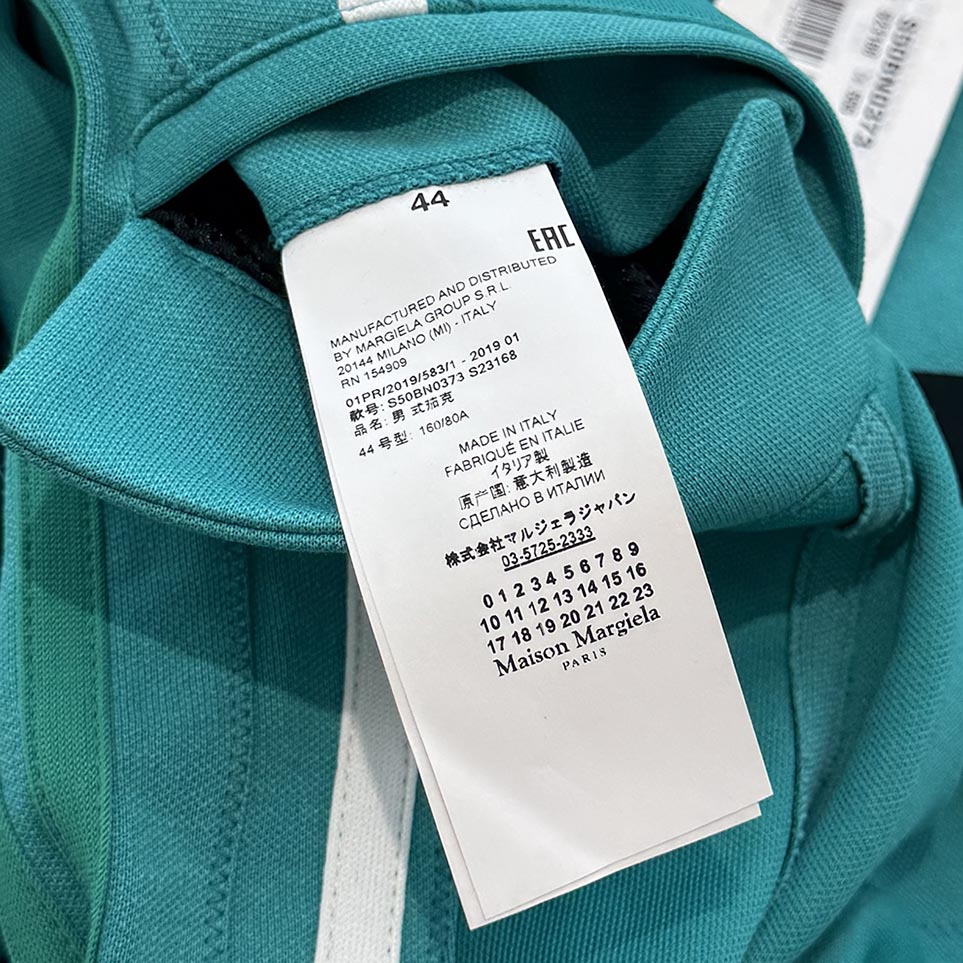 S50BN0373
44
EAC
MANUFACTURED AND DISTRIBUTED
BY MARGIELA GROUP S.R.L.
20144 MILANO (MI) - ITALY
RN 154909
01PR/2019/583/1 - 2019 01
款号: S50BN0373 S23168
品名: 男 式茄克
44 号型: 160/80A
MADE IN ITALY
FABRIQUÉ EN ITALIE
イタリア製
原产国: 意大利製造
СДЕЛАНО В ИТАЛИИ
株式会社マルジェラジャパン
03-5725-2333
0 1 2 3 4 5 6 7 8 9
10 11 12 13 14 15 16
17 18 19 20 21 22 23
Maison Margiela
PARIS